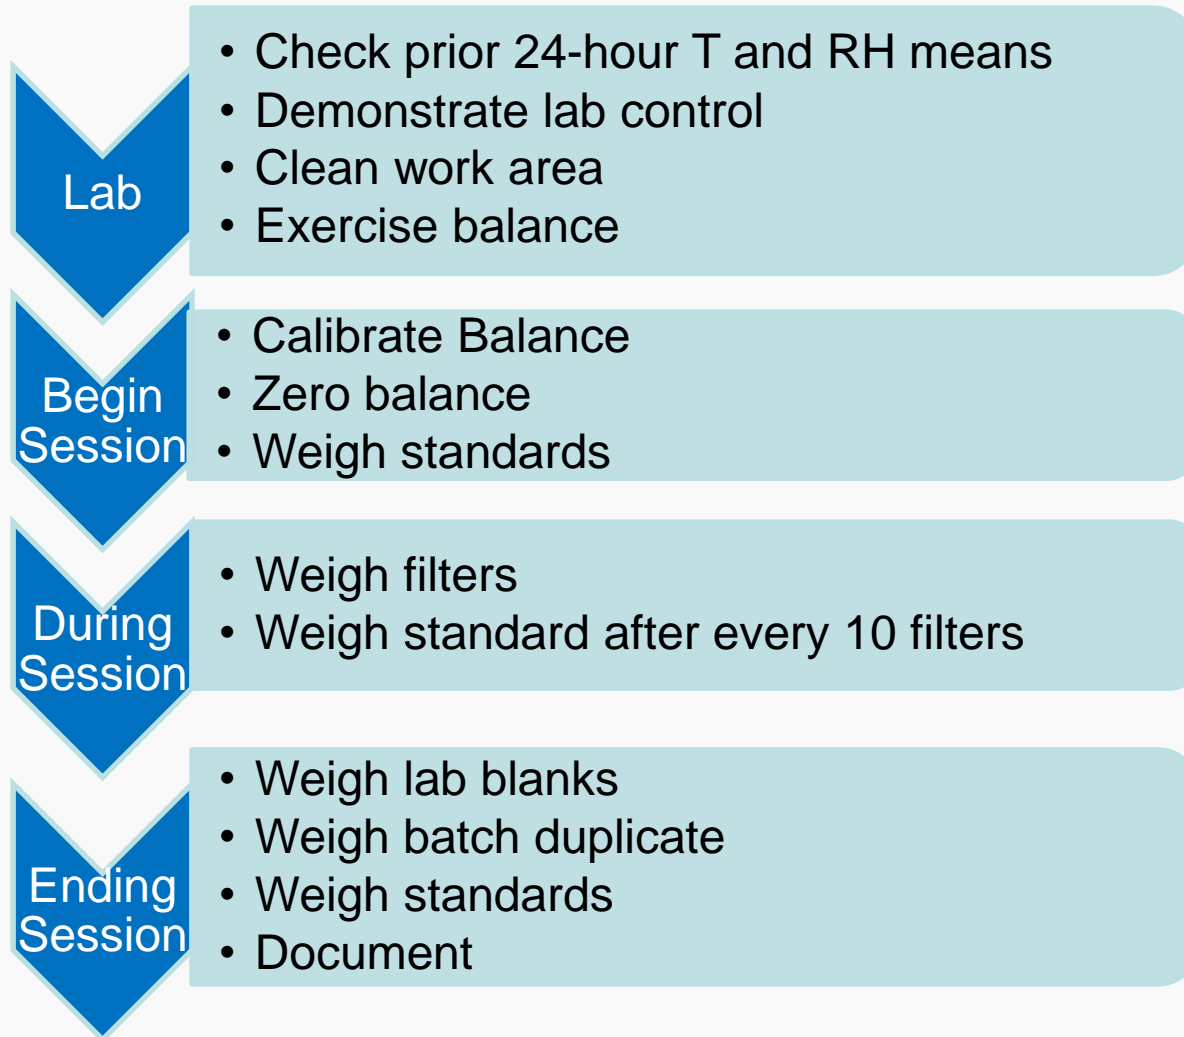 Lab
• Check prior 24-hour T and RH means
• Demonstrate lab control
• Clean work area
• Exercise balance
Begin
Session
• Calibrate Balance
• Zero balance
• Weigh standards
During
Session
• Weigh filters
• Weigh standard after every 10 filters
Ending
Session
• Weigh lab blanks
• Weigh batch duplicate
• Weigh standards
• Document